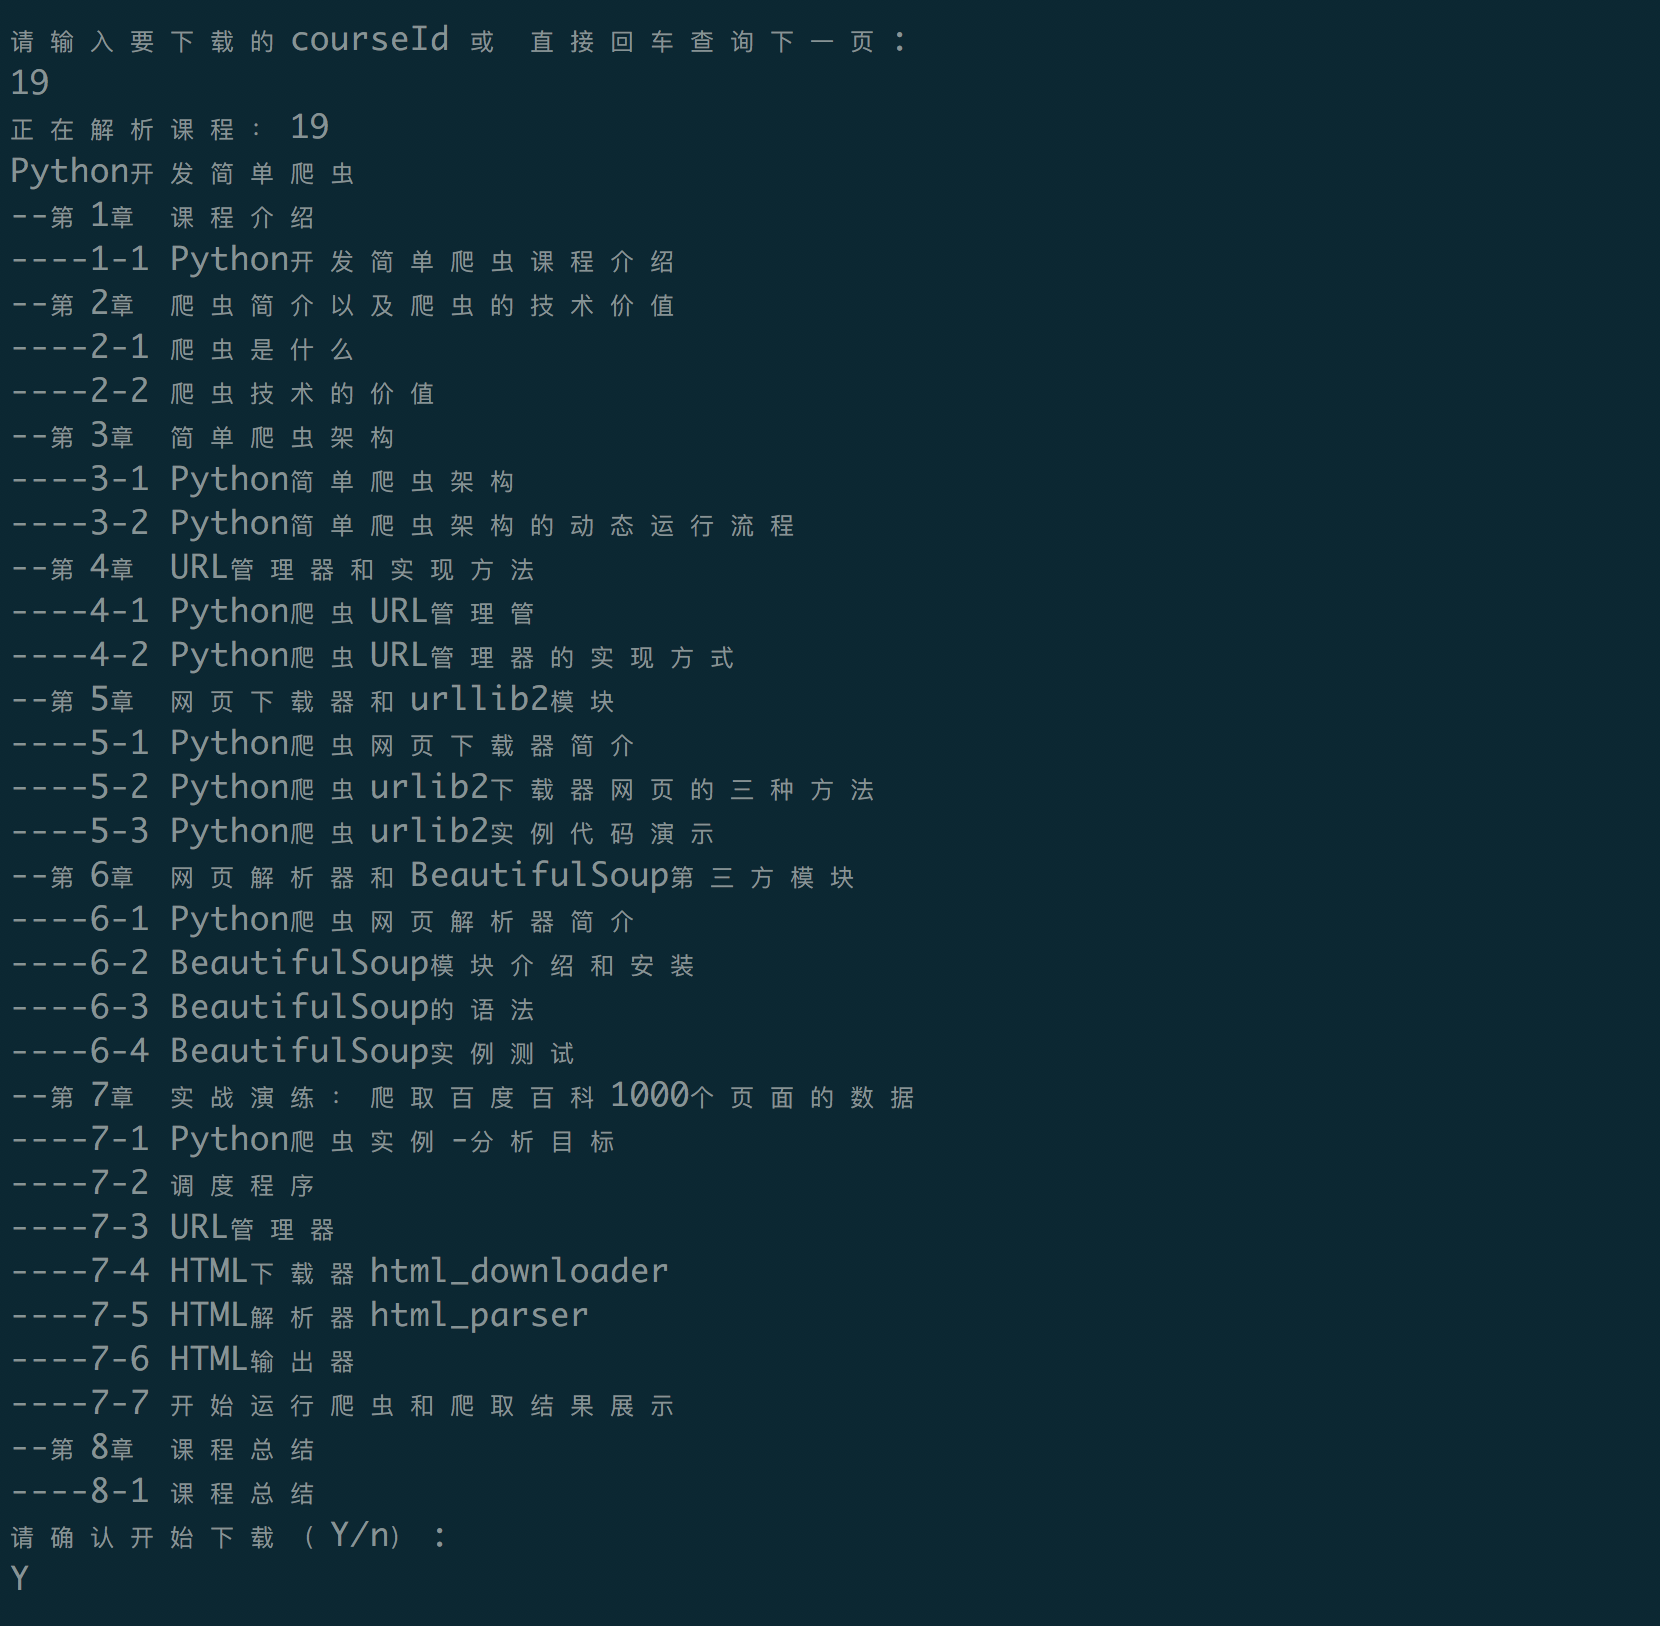 请输入要下载的courseId 或 直接回车查询下一页：
19
正在解析课程：19
Python开发简单爬虫
--第1章 课程介绍
----1-1 Python开发简单爬虫课程介绍
--第2章 爬虫简介以及爬虫的技术价值
----2-1 爬虫是什么
----2-2 爬虫技术的价值
--第3章 简单爬虫架构
----3-1 Python简单爬虫架构
----3-2 Python简单爬虫架构的动态运行流程
--第4章 URL管理器和实现方法
----4-1 Python爬虫URL管理管
----4-2 Python爬虫URL管理器的实现方式
--第5章 网页下载器和urllib2模块
----5-1 Python爬虫网页下载器简介
----5-2 Python爬虫urlib2下载器网页的三种方法
----5-3 Python爬虫urlib2实例代码演示
--第6章 网页解析器和BeautifulSoup第三方模块
----6-1 Python爬虫网页解析器简介
----6-2 BeautifulSoup模块介绍和安装
----6-3 BeautifulSoup的语法
----6-4 BeautifulSoup实例测试
--第7章 实战演练：爬取百度百科1000个页面的数据
----7-1 Python爬虫实例-分析目标
----7-2 调度程序
----7-3 URL管理器
----7-4 HTML下载器html_downloader
----7-5 HTML解析器html_parser
----7-6 HTML输出器
----7-7 开始运行爬虫和爬取结果展示
--第8章 课程总结
----8-1 课程总结
请确认开始下载（Y/n）：
Y